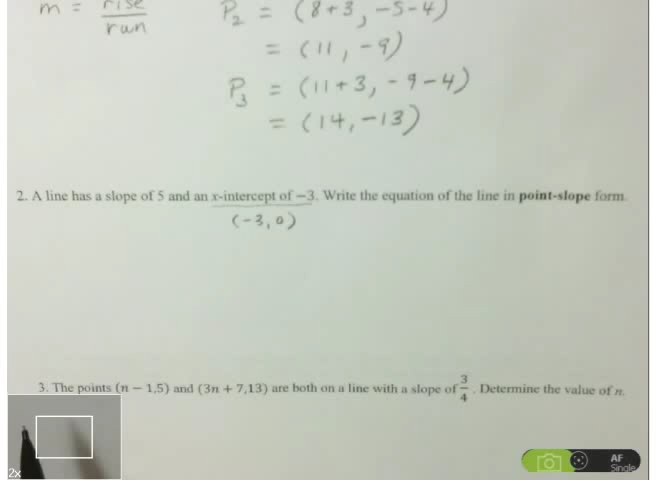 m = rise P₂ = (8+3, -5-4)
run = (11, -9)
P₃ = (11+3, -9-4)
= (14, -13)
2. A line has a slope of 5 and an x-intercept of −3. Write the equation of the line in point-slope form.
(-3, 0)
3. The points (n − 1,5) and (3n + 7,13) are both on a line with a slope of 3/4. Determine the value of n.
2x
AF
Single